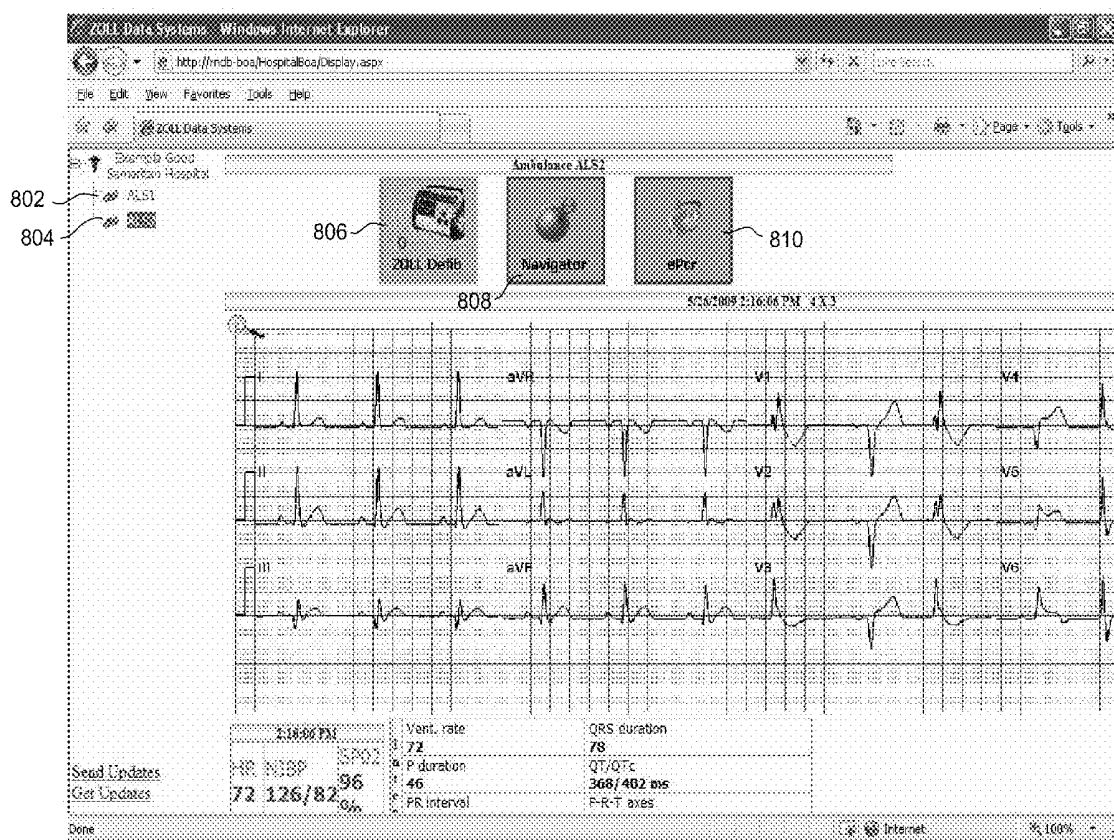 ZOLL Data Systems - Windows Internet Explorer
http://rndb-boa/HospitalBoa/Display.aspx
File Edit View Favorites Tools Help
ZOLL Data Systems
Page Tools
Example Good
Samaritan Hospital
802
ALS1
804
Ambulance ALS2
806
ZOLL Defib
Navigator
808
ePcr
810
5/26/2009 2:16:06 PM 4 X 3
I
aVR
V1
V4
II
aVL
V2
V5
III
aVF
V3
V6
2:16:06 PM
HR
72
NIBP
126/82
SPO2
96
%
Vent. rate
72
QRS duration
78
P duration
46
QT/QTc
368/402 ms
PR interval
P-R-T axes
Send Updates
Get Updates
Done
Internet
100%